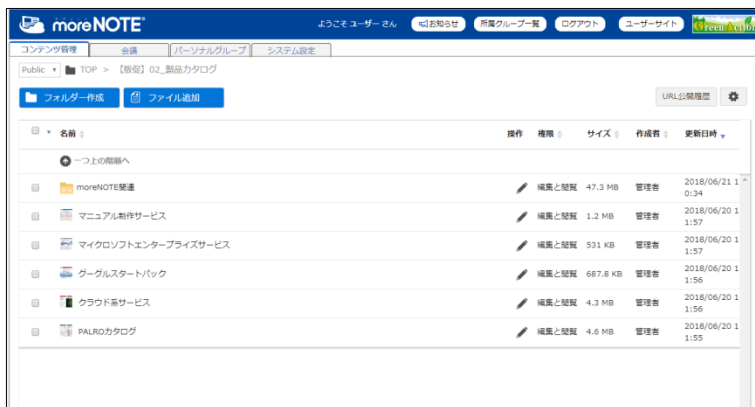 moreNOTE
ようこそ ユーザー さん お知らせ 所属グループ一覧 ログアウト ユーザーサイト Green Action
コンテンツ管理 会議 パーソナルグループ システム設定
Public TOP > 【販促】02_製品カタログ
フォルダー作成 ファイル追加 URL公開履歴
名前 操作 権限 サイズ 作成者 更新日時
一つ上の階層へ
moreNOTE関連 編集と閲覧 47.3 MB 管理者 2018/06/21 1
0:34
マニュアル制作サービス 編集と閲覧 1.2 MB 管理者 2018/06/20 1
1:57
マイクロソフトエンタープライズサービス 編集と閲覧 531 KB 管理者 2018/06/20 1
1:57
グーグルスタートパック 編集と閲覧 687.8 KB 管理者 2018/06/20 1
1:56
クラウド系サービス 編集と閲覧 4.3 MB 管理者 2018/06/20 1
1:56
PALROカタログ 編集と閲覧 4.6 MB 管理者 2018/06/20 1
1:55